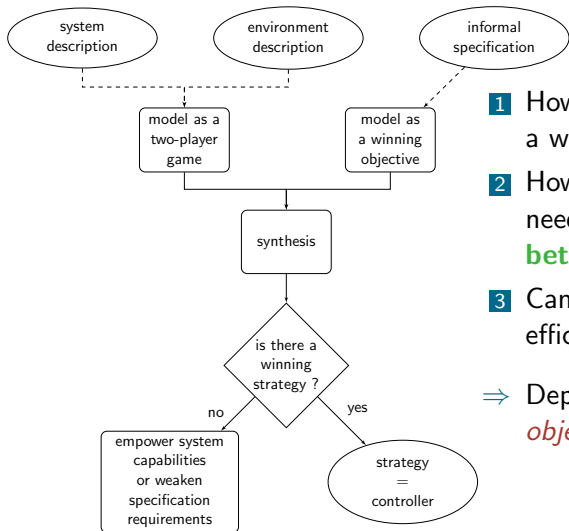 system
description
environment
description
informal
specification
model as a
two-player
game
model as
a winning
objective
synthesis
is there a
winning
strategy ?
no
yes
empower system
capabilities
or weaken
specification
requirements
strategy
=
controller
1 How
a w
2 How
need
bet
3 Can
effic
⇒ Dep
obje